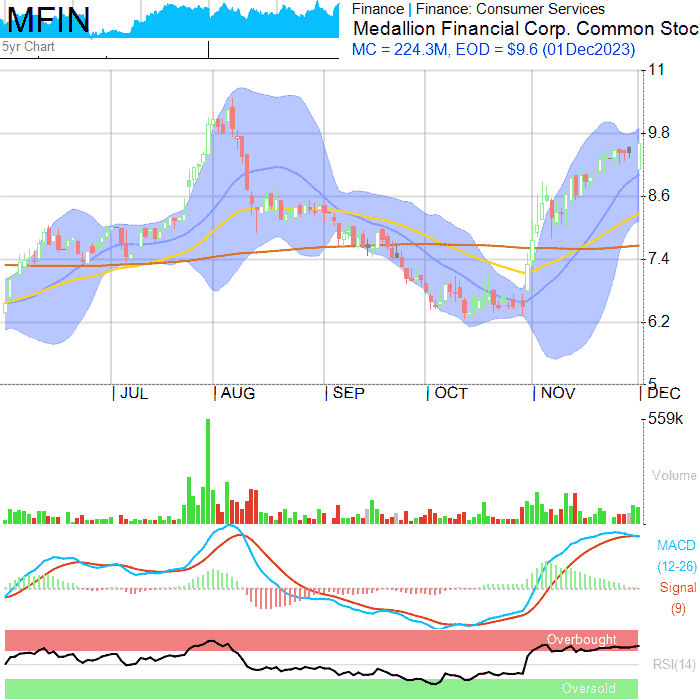 MFIN
5yr Chart
Finance | Finance: Consumer Services
Medallion Financial Corp. Common Stoc
MC = 224.3M, EOD = $9.6 (01Dec2023)
11
9.8
8.6
7.4
6.2
5
JUL
AUG
SEP
OCT
NOV
DEC
559k
Volume
MACD
(12-26)
Signal
(9)
Overbought
RSI(14)
Oversold